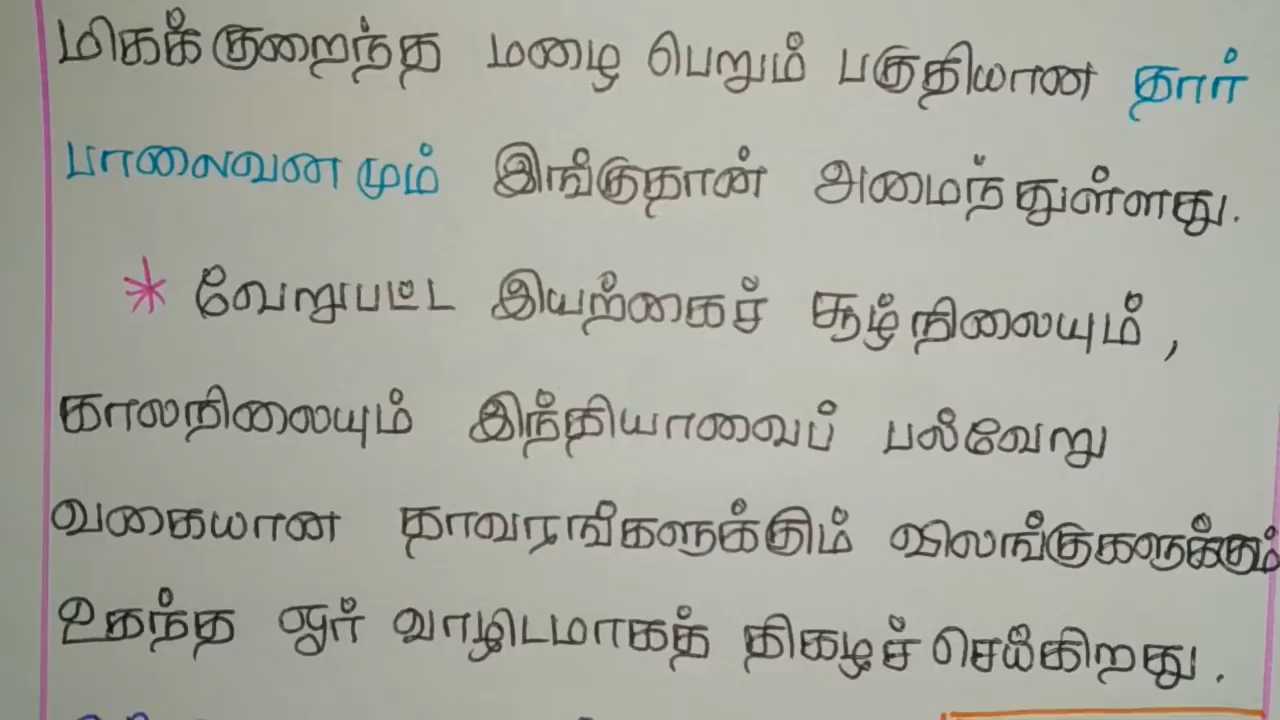 மிகக் குறைந்த மழை பெறும் பகுதியான தார்
பாலைவனமும் இங்குதான் அமைந்துள்ளது.
* வேறுபட்ட இயற்கைச் சூழ்நிலையும்,
காலநிலையும் இந்தியாவைப் பல்வேறு
வகையான தாவரங்களுக்கும் விலங்குகளுக்கும்
உகந்த ஓர் வாழிடமாகத் திகழச் செய்கிறது.